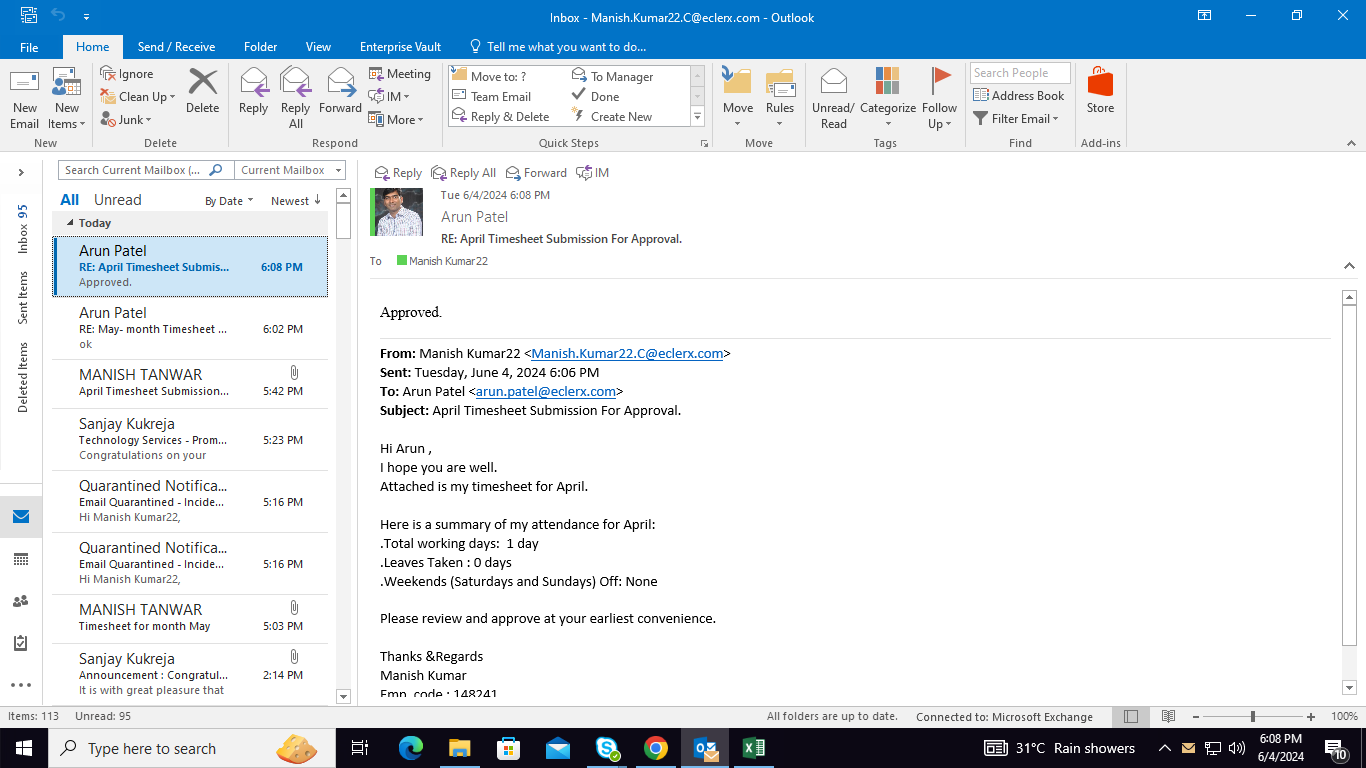 Inbox - Manish.Kumar22.C@eclerx.com - Outlook
File Home Send / Receive Folder View Enterprise Vault Tell me what you want to do...
New Email
New Items
Ignore
Clean Up
Junk
Delete
Reply
Reply All
Forward
Meeting
IM
More
Move to: ?
Team Email
Reply & Delete
To Manager
Done
Create New
Move
Rules
Unread/ Read
Categorize
Follow Up
Search People
Address Book
Filter Email
Store
New Delete Respond Quick Steps Move Tags Find Add-ins
Inbox 95
Sent Items
Deleted Items
Search Current Mailbox (... Current Mailbox
All Unread By Date Newest
Today
Arun Patel
RE: April Timesheet Submis... 6:08 PM
Approved.
Arun Patel
RE: May- month Timesheet ... 6:02 PM
ok
MANISH TANWAR
April Timesheet Submission... 5:42 PM
Sanjay Kukreja
Technology Services - Prom... 5:23 PM
Congratulations on your
Quarantined Notifica...
Email Quarantined - Incide... 5:16 PM
Hi Manish Kumar22,
Quarantined Notifica...
Email Quarantined - Incide... 5:16 PM
Hi Manish Kumar22,
MANISH TANWAR
Timesheet for month May 5:03 PM
Sanjay Kukreja
Announcement : Congratul... 2:14 PM
It is with great pleasure that
Reply Reply All Forward IM
Tue 6/4/2024 6:08 PM
Arun Patel
RE: April Timesheet Submission For Approval.
To Manish Kumar22
Approved.
From: Manish Kumar22 <Manish.Kumar22.C@eclerx.com>
Sent: Tuesday, June 4, 2024 6:06 PM
To: Arun Patel <arun.patel@eclerx.com>
Subject: April Timesheet Submission For Approval.
Hi Arun ,
I hope you are well.
Attached is my timesheet for April.
Here is a summary of my attendance for April:
.Total working days:  1 day
.Leaves Taken : 0 days
.Weekends (Saturdays and Sundays) Off: None
Please review and approve at your earliest convenience.
Thanks &Regards
Manish Kumar
Emp. code : 148241
Items: 113 Unread: 95 All folders are up to date. Connected to: Microsoft Exchange 100%
Type here to search 31°C Rain showers 6:08 PM
6/4/2024
10